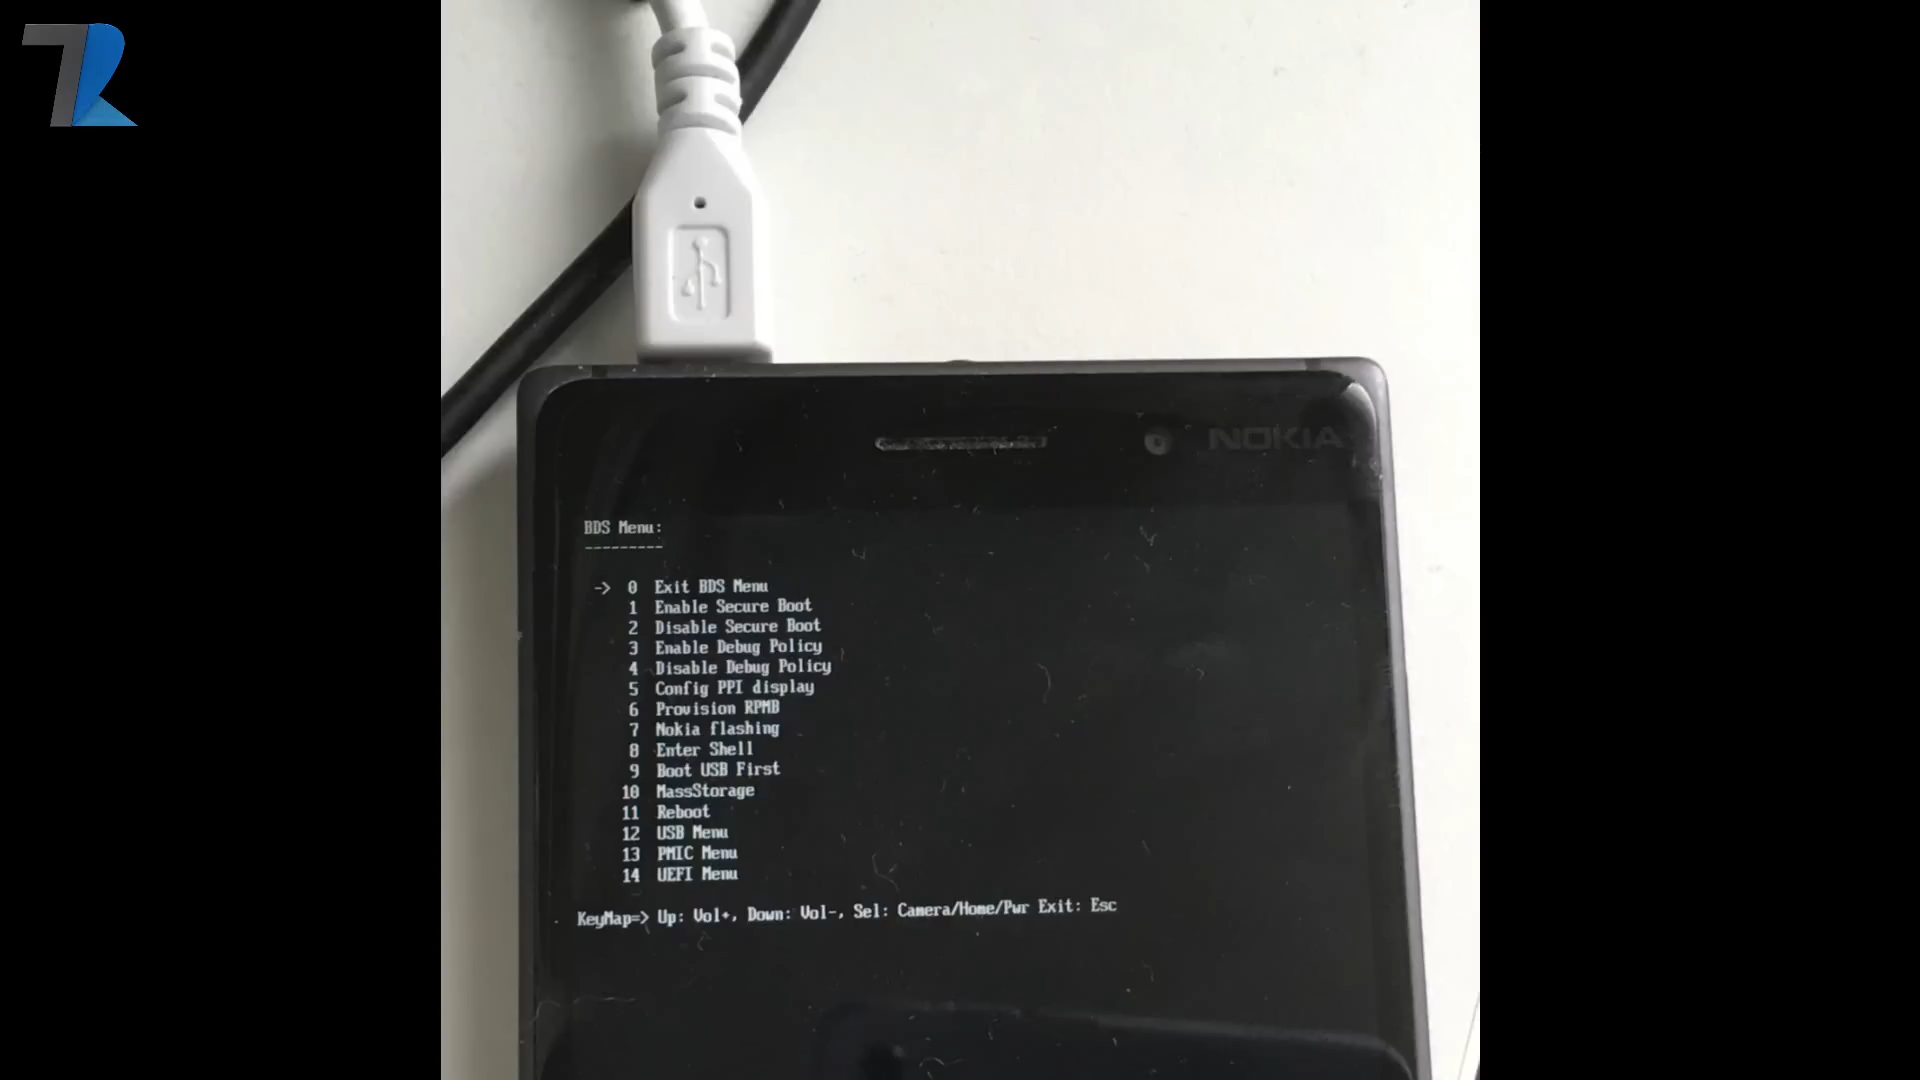 NOKIA
BDS Menu:
---------
-> 0 Exit BDS Menu
1 Enable Secure Boot
2 Disable Secure Boot
3 Enable Debug Policy
4 Disable Debug Policy
5 Config PPI display
6 Provision RPMB
7 Nokia flashing
8 Enter Shell
9 Boot USB First
10 MassStorage
11 Reboot
12 USB Menu
13 PMIC Menu
14 UEFI Menu
KeyMap=> Up: Vol+, Down: Vol-, Sel: Camera/Home/Pwr Exit: Esc